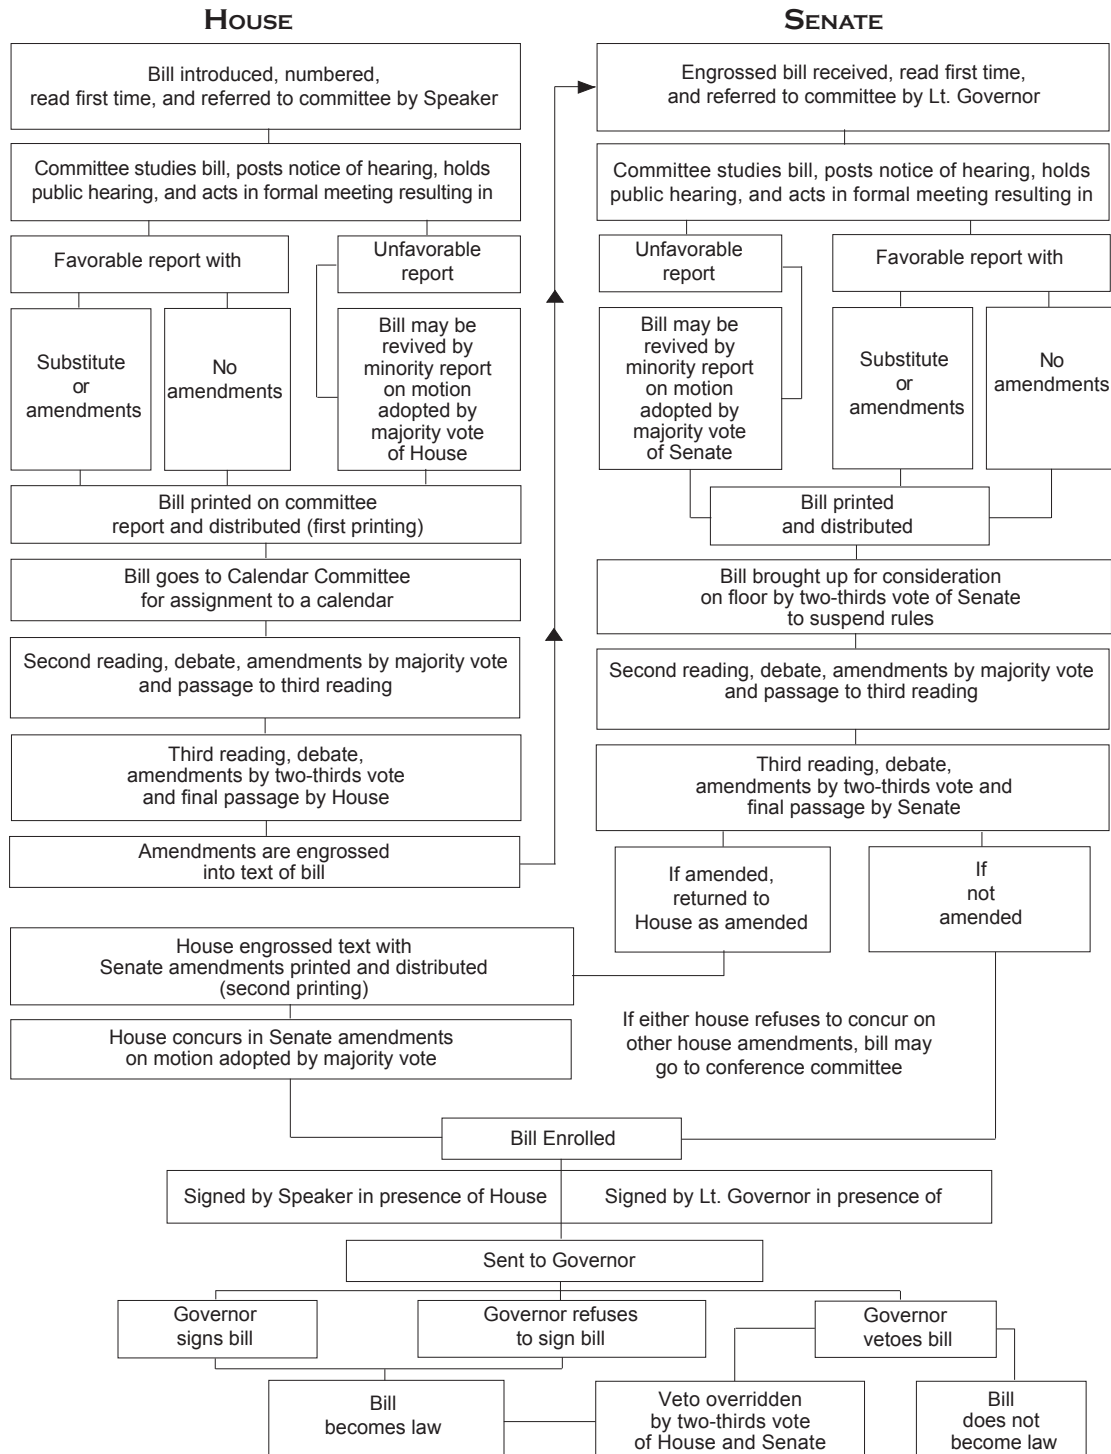 HOUSE
Bill introduced, numbered,
read first time, and referred to committee by Speaker
Committee studies bill, posts notice of hearing, holds
public hearing, and acts in formal meeting resulting in
Favorable report with
Unfavorable
report
Substitute
or
amendments
No
amendments
Bill may be
revived by
minority report
on motion
adopted by
majority vote
of House
Bill printed on committee
report and distributed (first printing)
Bill goes to Calendar Committee
for assignment to a calendar
Second reading, debate, amendments by majority vote
and passage to third reading
Third reading, debate,
amendments by two-thirds vote
and final passage by House
Amendments are engrossed
into text of bill
SENATE
Engrossed bill received, read first time,
and referred to committee by Lt. Governor
Committee studies bill, posts notice of hearing, holds
public hearing, and acts in formal meeting resulting in
Unfavorable
report
Favorable report with
Bill may be
revived by
minority report
on motion
adopted by
majority vote
of Senate
Substitute
or
amendments
No
amendments
Bill printed
and distributed
Bill brought up for consideration
on floor by two-thirds vote of Senate
to suspend rules
Second reading, debate, amendments by majority vote
and passage to third reading
Third reading, debate,
amendments by two-thirds vote and
final passage by Senate
If amended,
returned to
House as amended
If
not
amended
House engrossed text with
Senate amendments printed and distributed
(second printing)
House concurs in Senate amendments
on motion adopted by majority vote
If either house refuses to concur on
other house amendments, bill may
go to conference committee
Bill Enrolled
Signed by Speaker in presence of House
Signed by Lt. Governor in presence of
Sent to Governor
Governor
signs bill
Governor refuses
to sign bill
Governor
vetoes bill
Bill
becomes law
Veto overridden
by two-thirds vote
of House and Senate
Bill
does not
become law